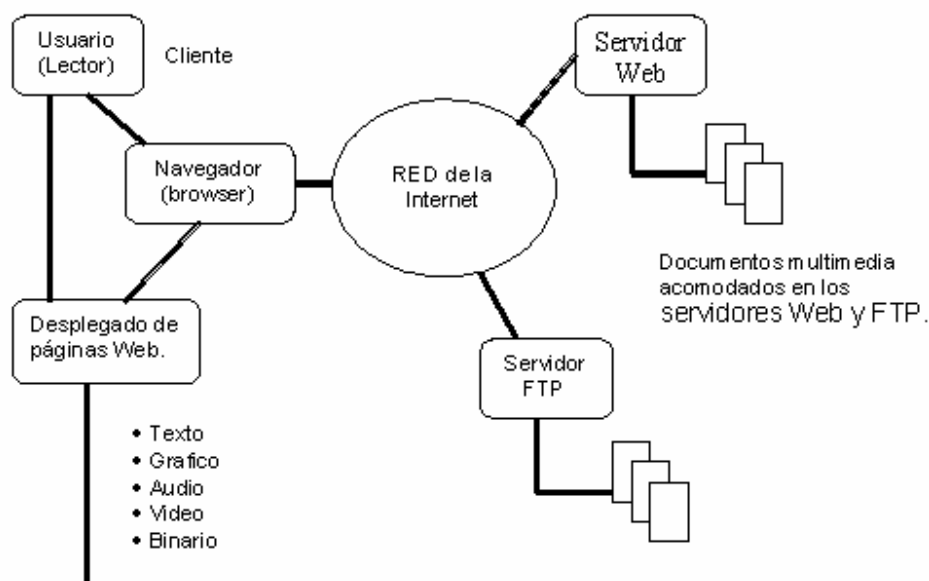 Usuario
(Lector)
Cliente
Servidor
Web
Navegador
(browser)
RED de la
Internet
Documentos multimedia
acomodados en los
servidores Web y FTP.
Desplegado de
páginas Web.
Servidor
FTP
• Texto
• Grafico
• Audio
• Video
• Binario